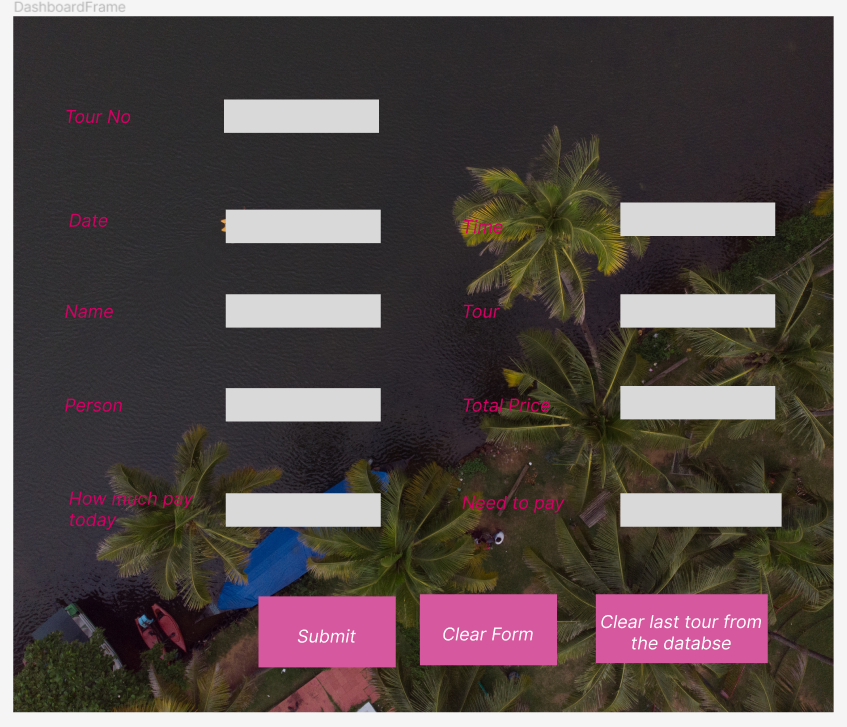 DashboardFrame
Tour No
Date
Time
Name
Tour
Person
Total Price
How much pay
today
Need to pay
Submit
Clear Form
Clear last tour from
the databse